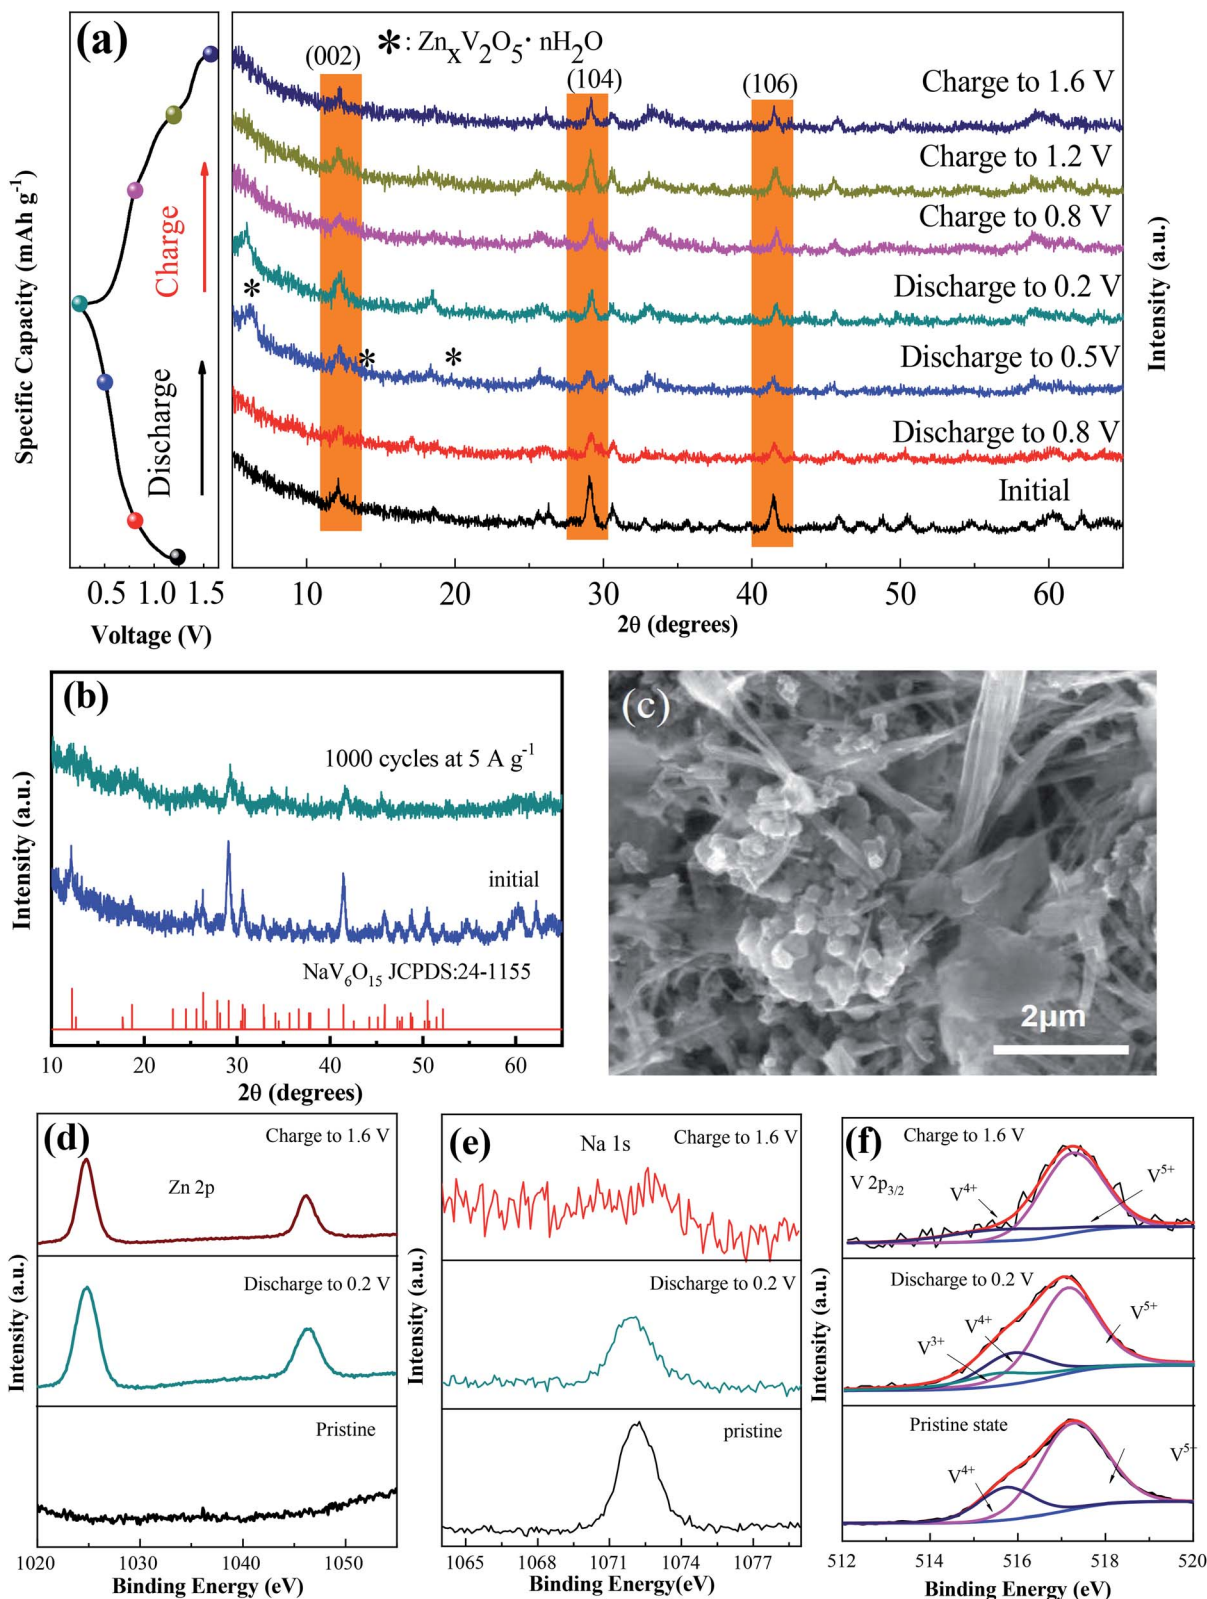 (a)
*: ZnₓV₂O₅· nH₂O
(002)
(104)
(106)
Charge to 1.6 V
Charge to 1.2 V
Charge to 0.8 V
Discharge to 0.2 V
Discharge to 0.5V
Discharge to 0.8 V
Initial
*
*
*
Charge
Discharge
Specific Capacity (mAh g⁻¹)
Intensity (a.u.)
0.5 1.0 1.5
Voltage (V)
10 20 30 40 50 60
2θ (degrees)
(b)
1000 cycles at 5 A g⁻¹
initial
NaV₆O₁₅ JCPDS:24-1155
Intensity (a.u.)
10 20 30 40 50 60
2θ (degrees)
(c)
2μm
(d)
Charge to 1.6 V
Zn 2p
Discharge to 0.2 V
Pristine
Intensity (a.u.)
1020 1030 1040 1050
Binding Energy (eV)
(e)
Na 1s
Charge to 1.6 V
Discharge to 0.2 V
pristine
Intensity (a.u.)
1065 1068 1071 1074 1077
Binding Energy(eV)
(f)
Charge to 1.6 V
V 2p₃/₂
V⁴⁺
V⁵⁺
Discharge to 0.2 V
V⁴⁺
V³⁺
V⁵⁺
Pristine state
V⁴⁺
V⁵⁺
Intensity (a.u.)
512 514 516 518 520
Binding Energy (eV)